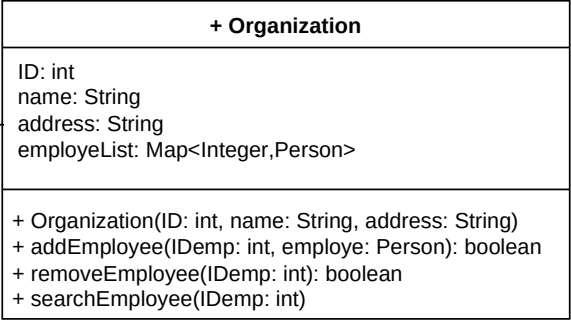 + Organization
ID: int
name: String
address: String
employeList: Map<Integer,Person>
+ Organization(ID: int, name: String, address: String)
+ addEmployee(IDemp: int, employe: Person): boolean
+ removeEmployee(IDemp: int): boolean
+ searchEmployee(IDemp: int)